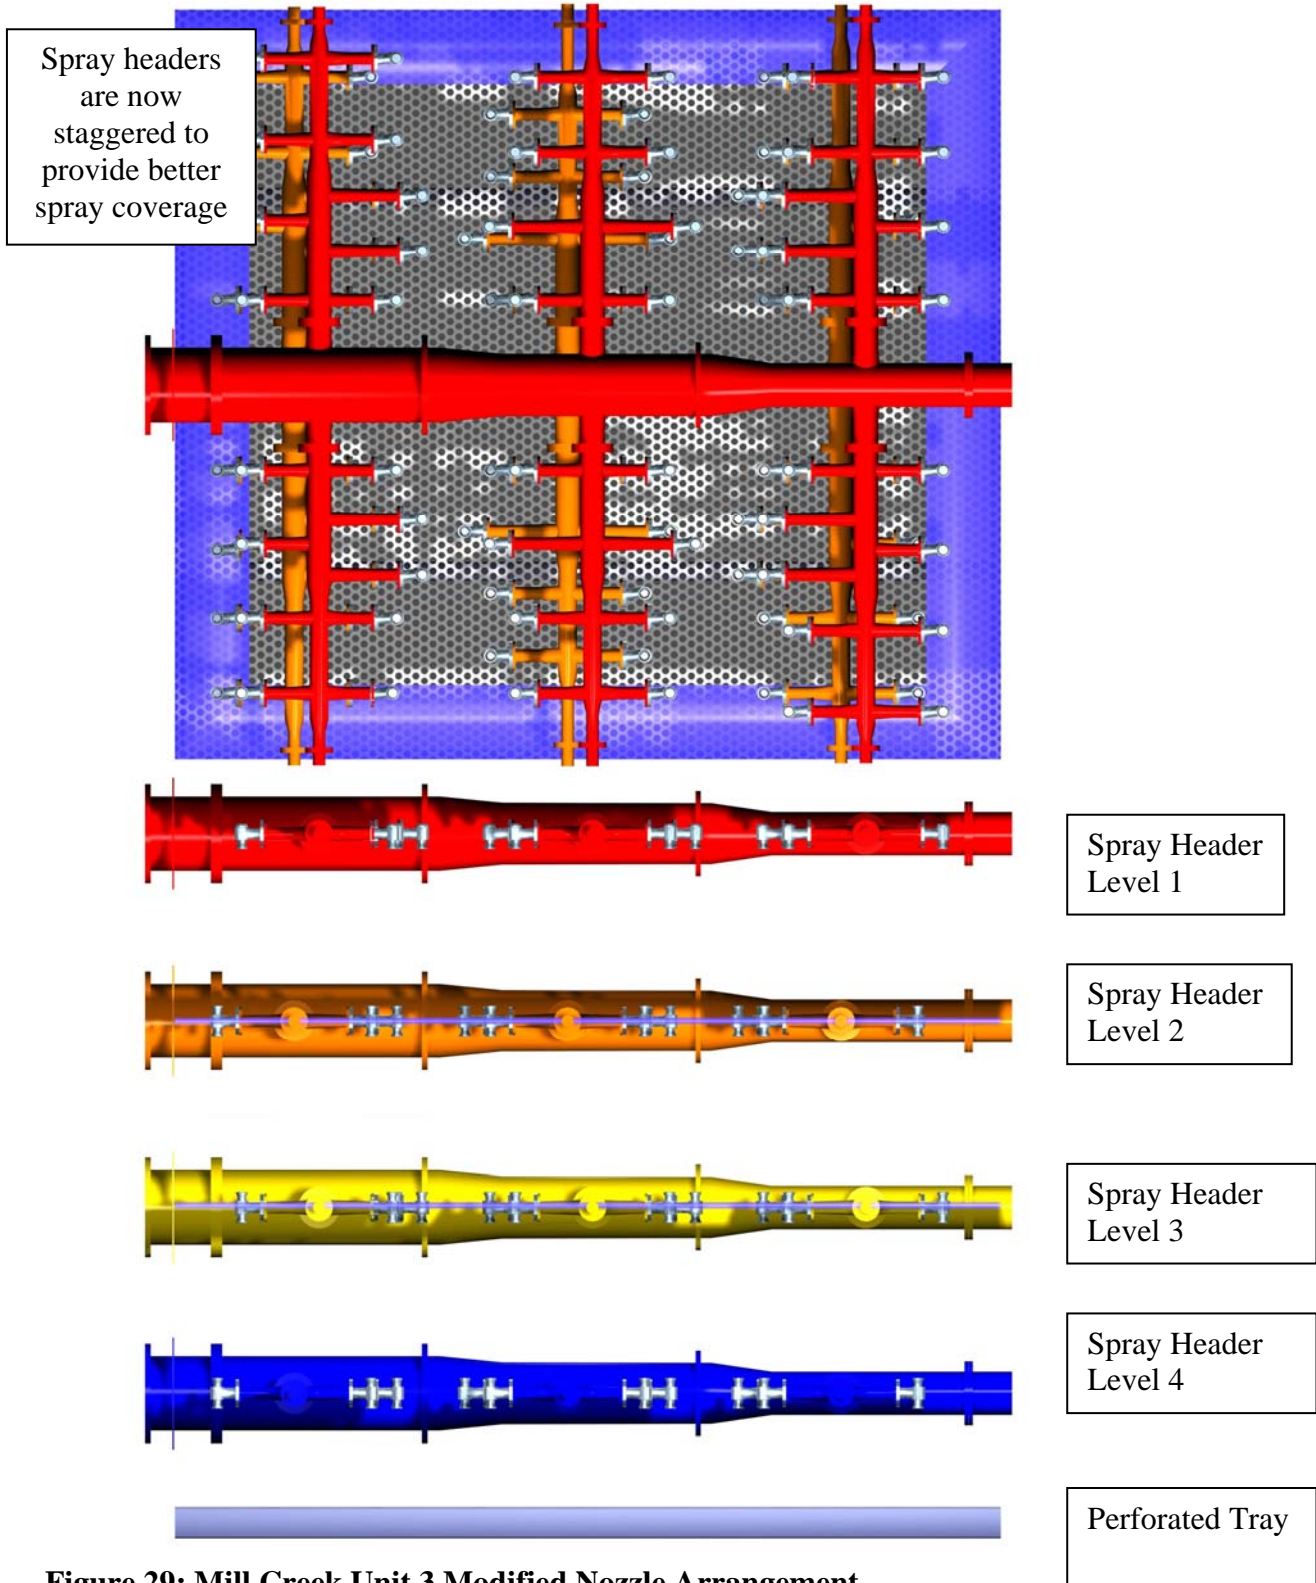 Spray headers
are now
staggered to
provide better
spray coverage
Spray Header
Level 1
Spray Header
Level 2
Spray Header
Level 3
Spray Header
Level 4
Perforated Tray
Figure 29: Mill Creek Unit 3 Modified Nozzle Arrangement